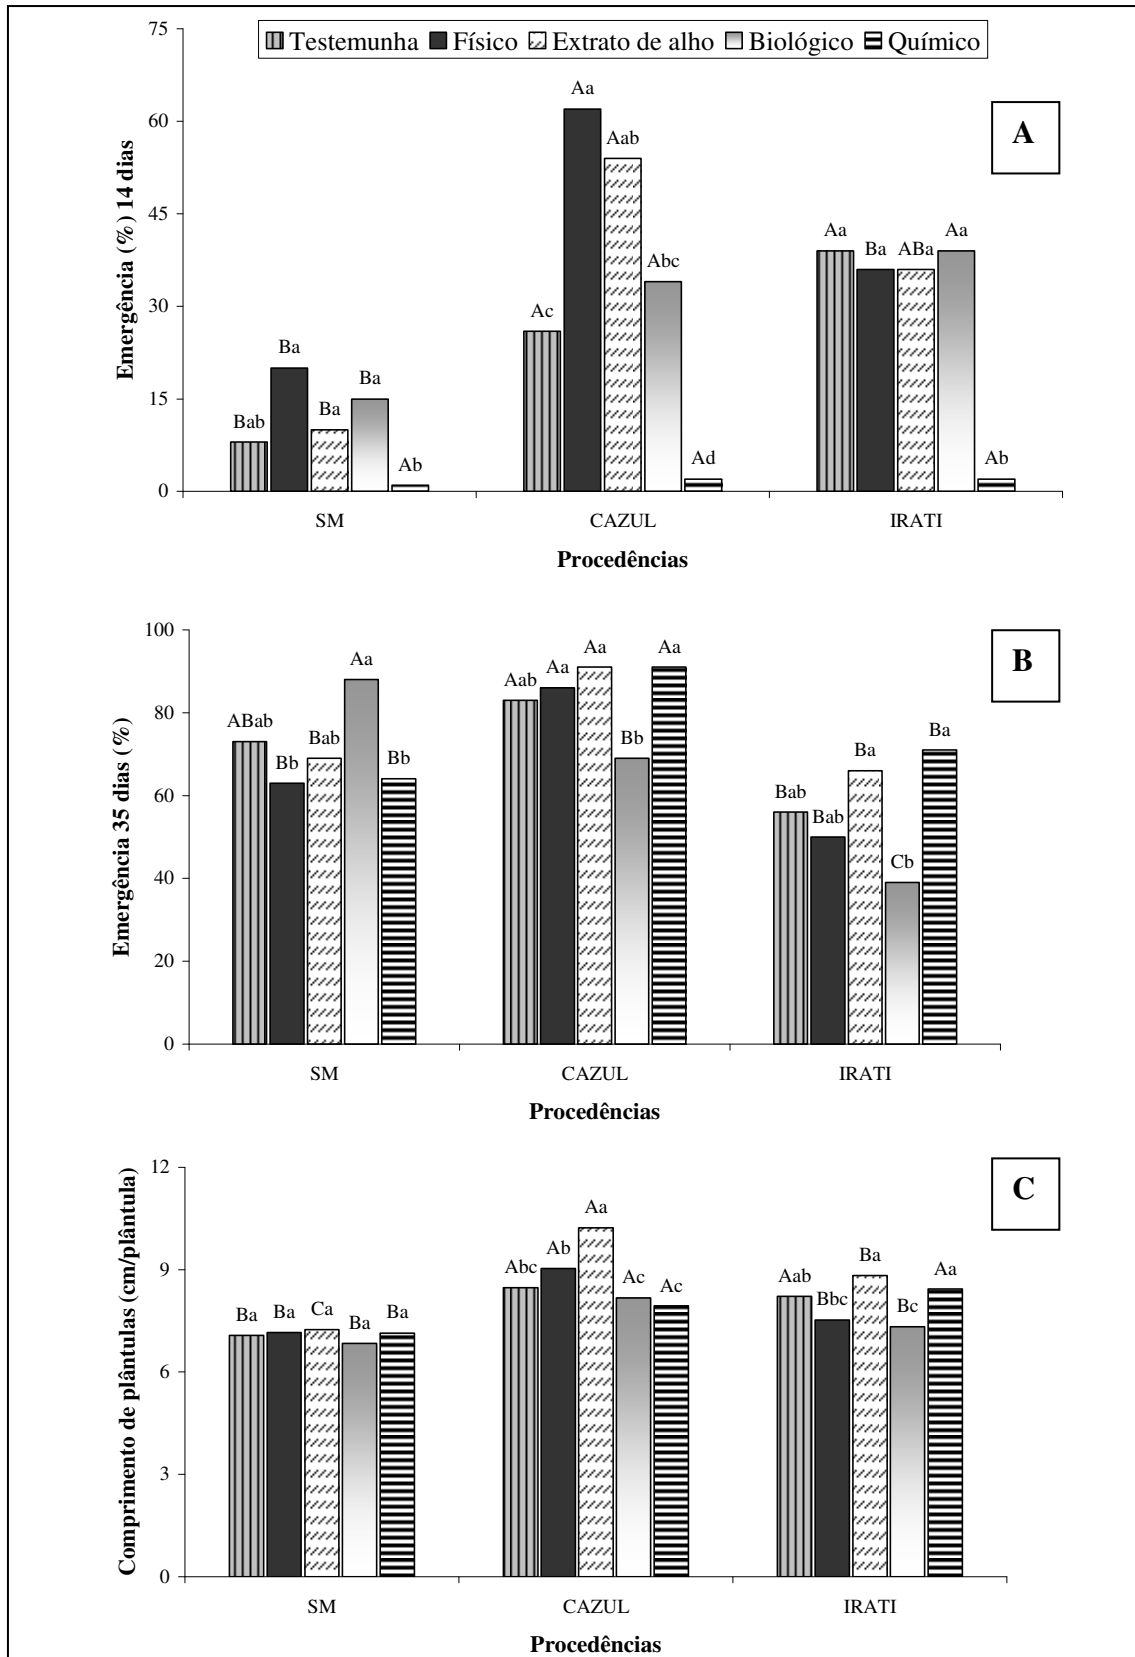 75
Testemunha Físico Extrato de alho Biológico Químico
Aa
60
A
Aab
Emergência (%) 14 dias
45
Aa Ba ABa Aa
Abc
30
Ac
Ba
Ba
15
Bab Ba
Ab Ad Ab
0
SM CAZUL IRATI
Procedências
100
B
Aa Aab Aa Aa Aa
80
ABab Bb Bab Bb Bb
Ba Ba
Emergência 35 dias (%)
60
Bab Bab
Cb
40
20
0
SM CAZUL IRATI
Procedências
12
C
Aa
Comprimento de plântulas (cm/plântula)
9
Abc Ab Ac Ac
Aab Bbc Ba Bc Aa
Ba Ba Ca Ba Ba
6
3
0
SM CAZUL IRATI
Procedências